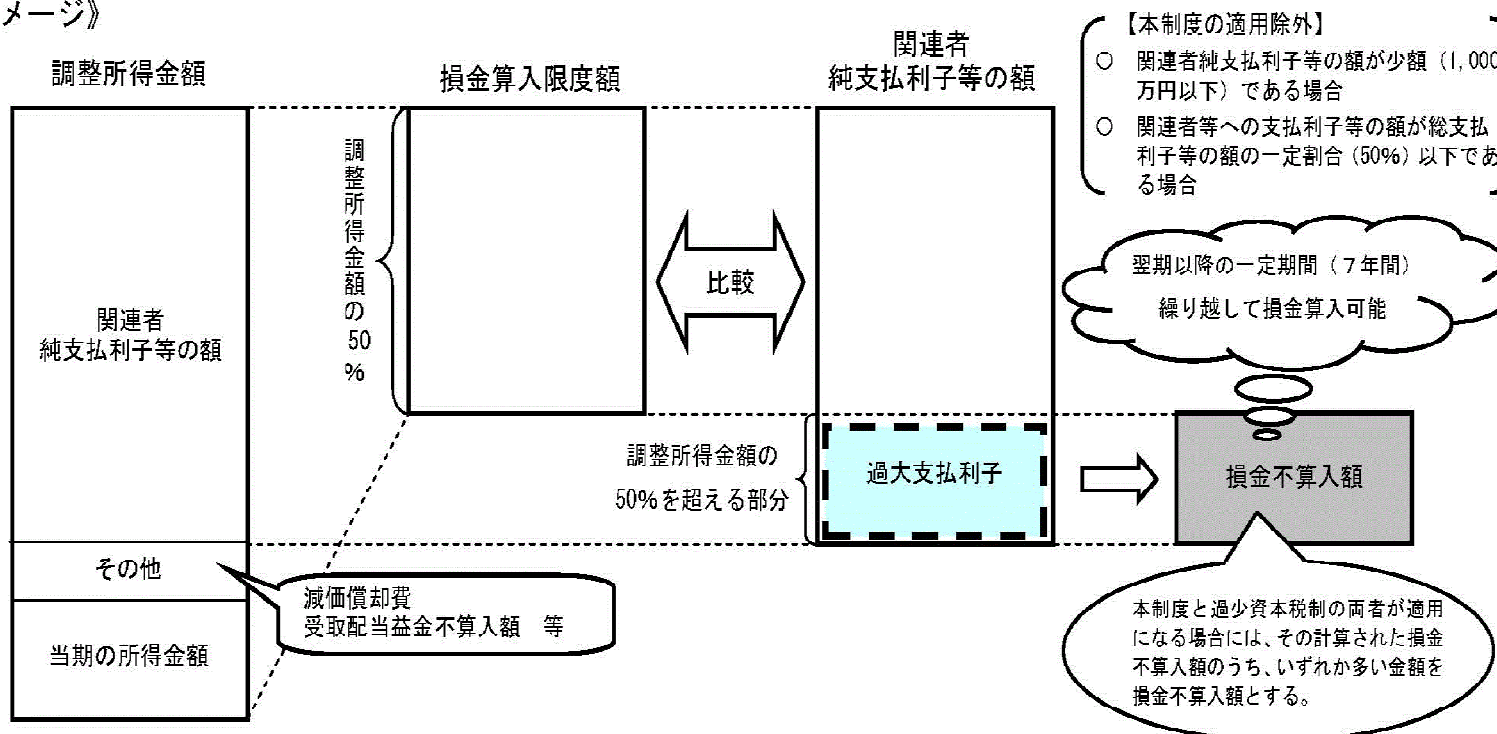 メージ》
調整所得金額
関連者
純支払利子等の額
その他
当期の所得金額
減価償却費
受取配当益金不算入額　等
損金算入限度額
調整所得金額の50%
比較
関連者
純支払利子等の額
調整所得金額の
50%を超える部分
過大支払利子
【本制度の適用除外】
○　関連者純支払利子等の額が少額（1,000
万円以下）である場合
○　関連者等への支払利子等の額が総支払
利子等の額の一定割合（50%）以下であ
る場合
翌期以降の一定期間（７年間）
繰り越して損金算入可能
損金不算入額
本制度と過少資本税制の両者が適用
になる場合には、その計算された損金
不算入額のうち、いずれか多い金額を
損金不算入額とする。